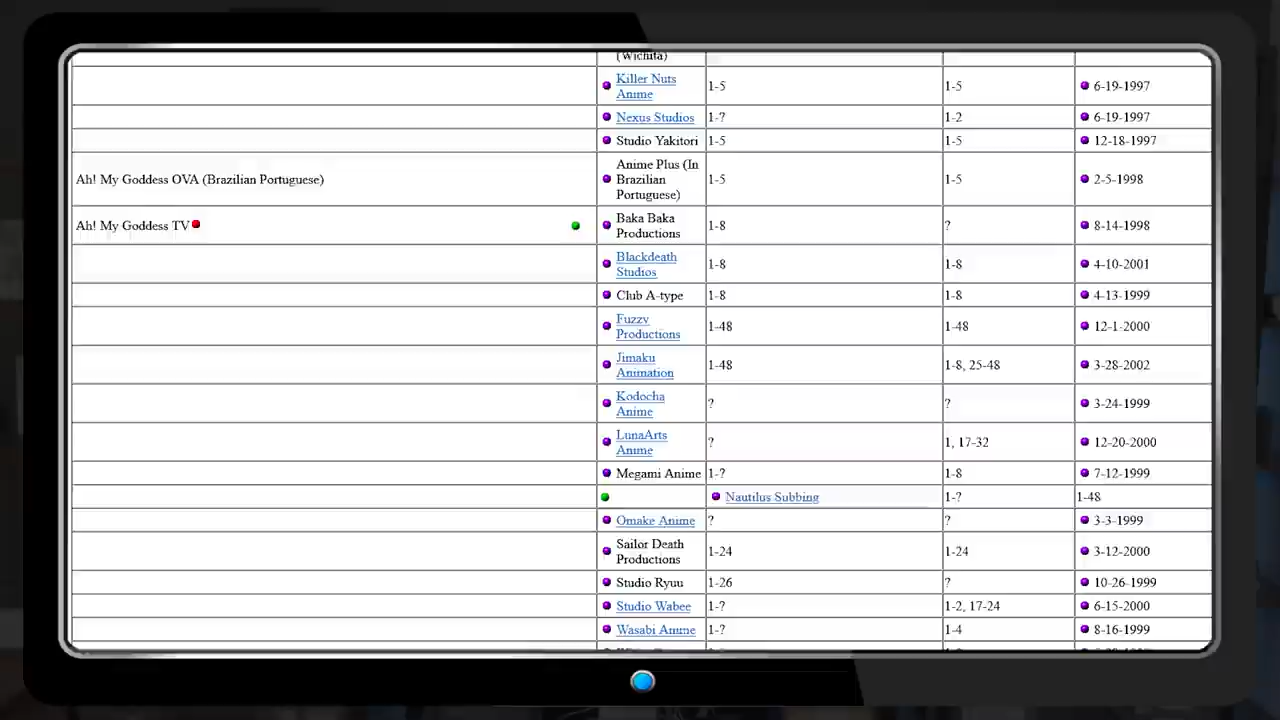 (Wichita)
Killer Nuts
Anime
1-5
1-5
6-19-1997
Nexus Studios
1-?
1-2
6-19-1997
Studio Yakitori
1-5
1-5
12-18-1997
Ah! My Goddess OVA (Brazilian Portuguese)
Anime Plus (In
Brazilian
Portuguese)
1-5
1-5
2-5-1998
Ah! My Goddess TV
Baka Baka
Productions
1-8
?
8-14-1998
Blackdeath
Studios
1-8
1-8
4-10-2001
Club A-type
1-8
1-8
4-13-1999
Fuzzy
Productions
1-48
1-48
12-1-2000
Jimaku
Animation
1-48
1-8, 25-48
3-28-2002
Kodocha
Anime
?
?
3-24-1999
LunaArts
Anime
?
1, 17-32
12-20-2000
Megami Anime
1-?
1-8
7-12-1999
Nautilus Subbing
1-?
1-48
Omake Anime
?
?
3-3-1999
Sailor Death
Productions
1-24
1-24
3-12-2000
Studio Ryuu
1-26
?
10-26-1999
Studio Wabee
1-?
1-2, 17-24
6-15-2000
Wasabi Anime
1-?
1-4
8-16-1999